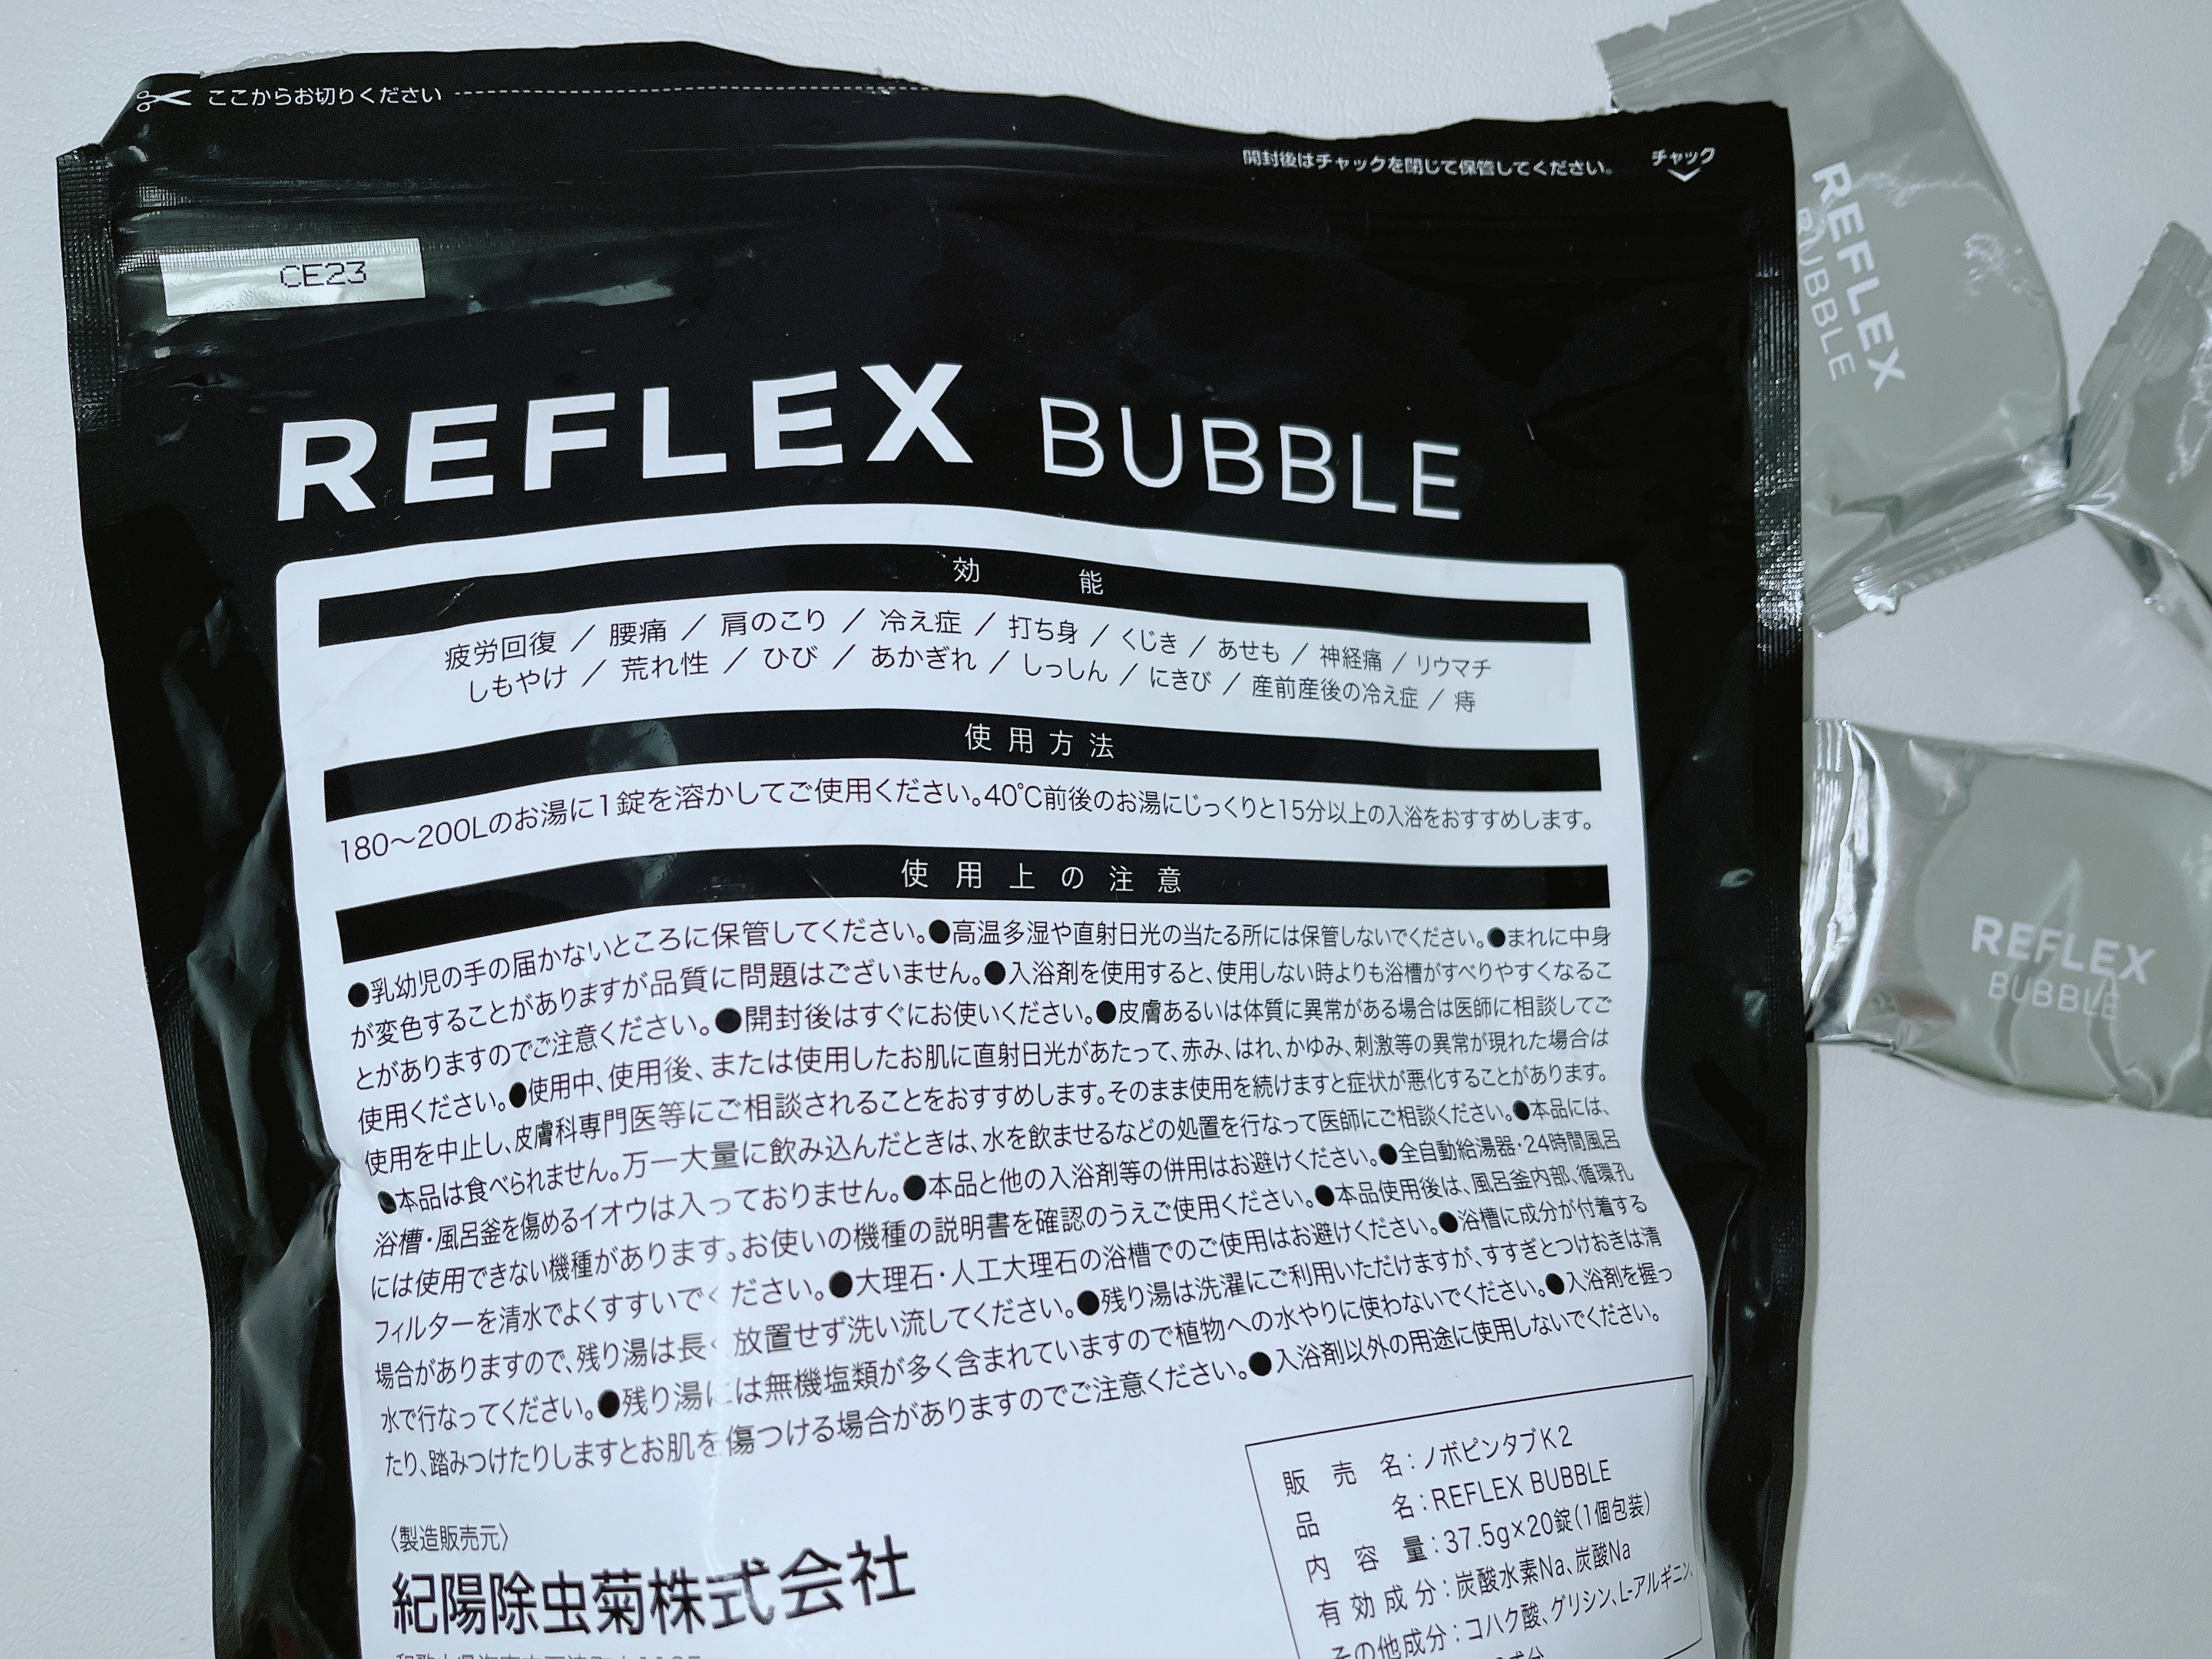 ここからお切りください
開封後はチャックを閉じて保管してください。 チャック
CE23
REFLEX BUBBLE
効能
疲労回復 ／ 腰痛 ／ 肩のこり ／ 冷え症 ／ 打ち身 ／ くじき ／ あせも ／ 神経痛 ／ リウマチ
しもやけ ／ 荒れ性 ／ ひび ／ あかぎれ ／ しっしん ／ にきび ／ 産前産後の冷え症 ／ 痔
使用方法
180〜200Lのお湯に1錠を溶かしてご使用ください。40℃前後のお湯にじっくりと15分以上の入浴をおすすめします。
使用上の注意
●乳幼児の手の届かないところに保管してください。●高温多湿や直射日光の当たる所には保管しないでください。●まれに中身
が変色することがありますが品質に問題はございません。●入浴剤を使用すると、使用しない時よりも浴槽がすべりやすくなるこ
とがありますのでご注意ください。●開封後はすぐにお使いください。●皮膚あるいは体質に異常がある場合は医師に相談してご
使用ください。●使用中、使用後、または使用したお肌に直射日光があたって、赤み、はれ、かゆみ、刺激等の異常が現れた場合は
使用を中止し、皮膚科専門医等にご相談されることをおすすめします。そのまま使用を続けますと症状が悪化することがあります。
●本品は食べられません。万一大量に飲み込んだときは、水を飲ませるなどの処置を行なって医師にご相談ください。●本品には、
浴槽・風呂釜を傷めるイオウは入っておりません。●本品と他の入浴剤等の併用はお避けください。●全自動給湯器・24時間風呂
には使用できない機種があります。お使いの機種の説明書を確認のうえご使用ください。●本品使用後は、風呂釜内部、循環孔
フィルターを清水でよくすすいでください。●大理石・人工大理石の浴槽でのご使用はお避けください。●浴槽に成分が付着する
場合がありますので、残り湯は長く放置せず洗い流してください。●残り湯は洗濯にご利用いただけますが、すすぎとつけおきは清
水で行なってください。●残り湯には無機塩類が多く含まれていますので植物への水やりに使わないでください。●入浴剤を握っ
たり、踏みつけたりしますとお肌を傷つける場合がありますのでご注意ください。●入浴剤以外の用途に使用しないでください。
〈製造販売元〉
紀陽除虫菊株式会社
販売名：ノボピンタブK2
品名：REFLEX BUBBLE
内容量：37.5g×20錠（1個包装）
有効成分：炭酸水素Na、炭酸Na
その他成分：コハク酸、グリシン、L-アルギニン、
REFLEX
BUBBLE
REFLEX
BUBBLE